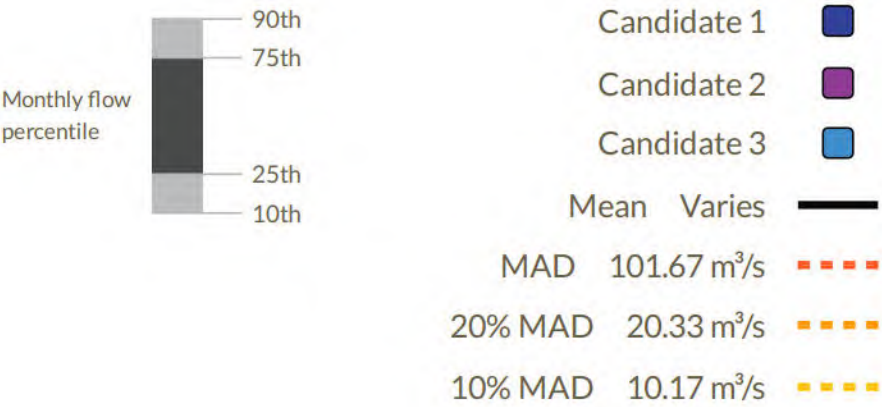 90th
75th
Monthly flow
percentile
25th
10th
Candidate 1
Candidate 2
Candidate 3
Mean Varies
MAD 101.67 m³/s
20% MAD 20.33 m³/s
10% MAD 10.17 m³/s